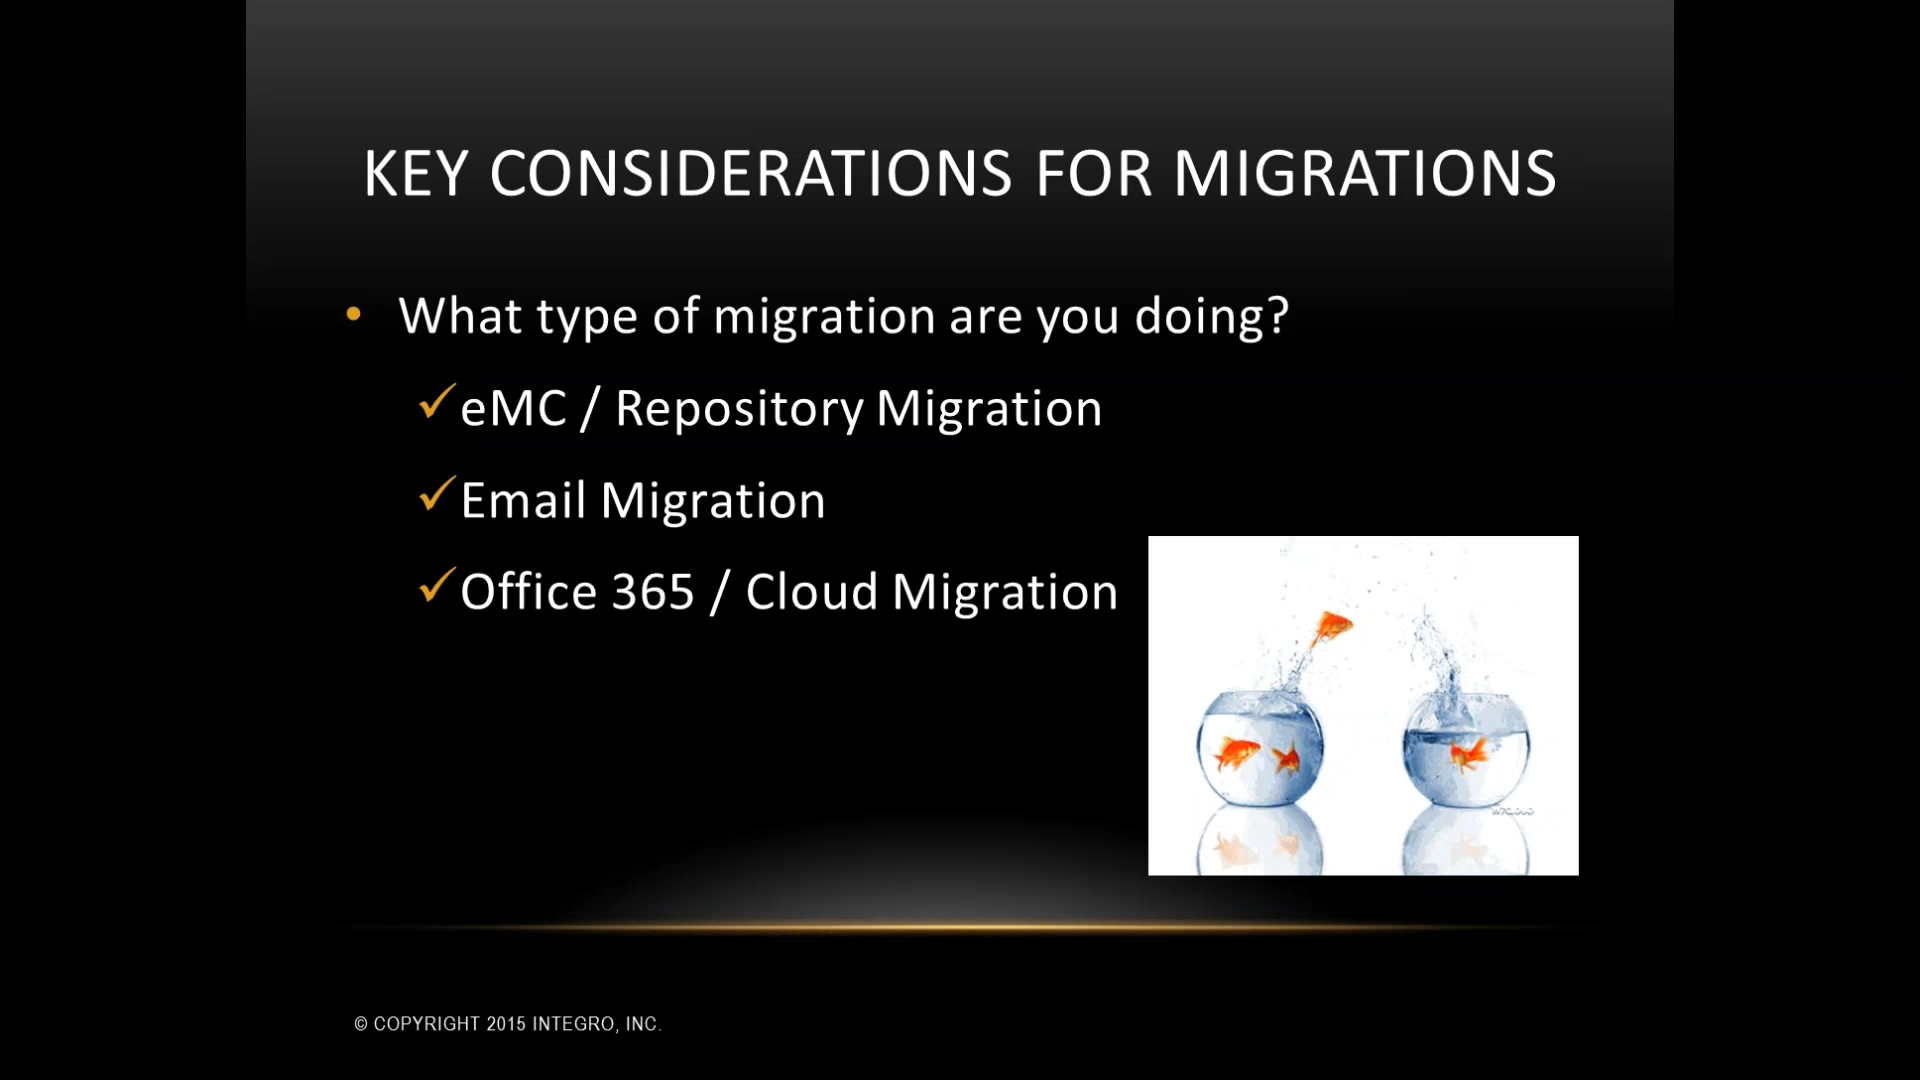 KEY CONSIDERATIONS FOR MIGRATIONS
What type of migration are you doing?
eMC / Repository Migration
Email Migration
Office 365 / Cloud Migration
© COPYRIGHT 2015 INTEGRO, INC.